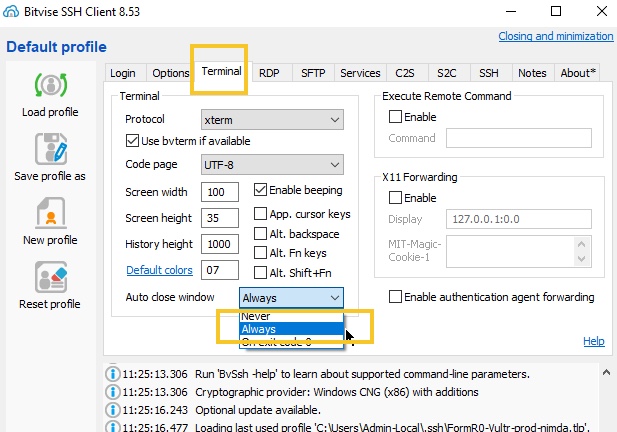 Bitvise SSH Client 8.53
Default profile
Closing and minimization
Load profile
Save profile as
New profile
Reset profile
Login Options Terminal RDP SFTP Services C2S S2C SSH Notes About*
Terminal
Protocol xterm
Use bvterm if available
Code page UTF-8
Screen width 100 Enable beeping
Screen height 35 App. cursor keys
History height 1000 Alt. backspace
Alt. Fn keys
Default colors 07 Alt. Shift+Fn
Auto close window Always
Never
Always
On exit code 0
Execute Remote Command
Enable
Command
X11 Forwarding
Enable
Display 127.0.0.1:0.0
MIT-Magic-
Cookie-1
Enable authentication agent forwarding
Help
11:25:13.306 Run 'BvSsh -help' to learn about supported command-line parameters.
11:25:13.306 Cryptographic provider: Windows CNG (x86) with additions
11:25:16.243 Optional update available.
11:25:16.477 Loading last used profile 'C:\Users\Admin-Local\.ssh\FormR0-Vultr-prod-nimda.tlp'.